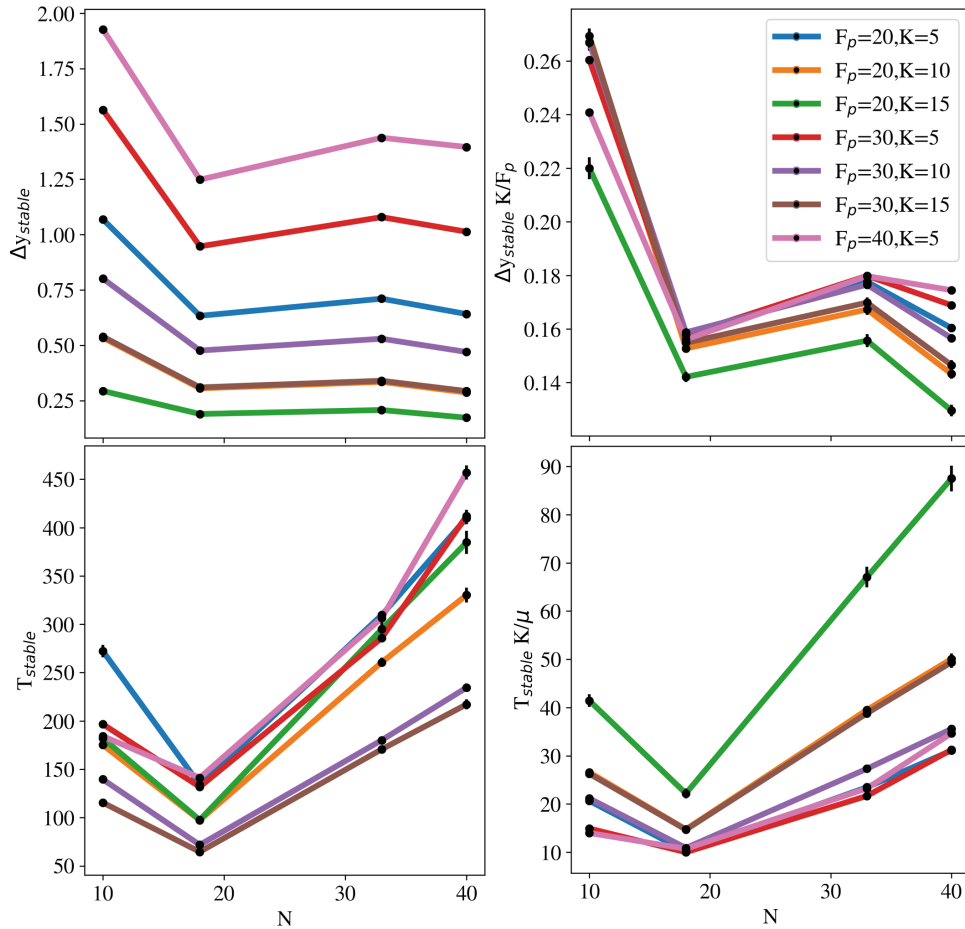 2.00
1.75
1.50
1.25
1.00
0.75
0.50
0.25
Δy_stable
0.26
0.24
0.22
0.20
0.18
0.16
0.14
Δy_stable K/F_p
F_p=20,K=5
F_p=20,K=10
F_p=20,K=15
F_p=30,K=5
F_p=30,K=10
F_p=30,K=15
F_p=40,K=5
450
400
350
300
250
200
150
100
50
T_stable
10 20 30 40
N
90
80
70
60
50
40
30
20
10
T_stable K/μ
10 20 30 40
N